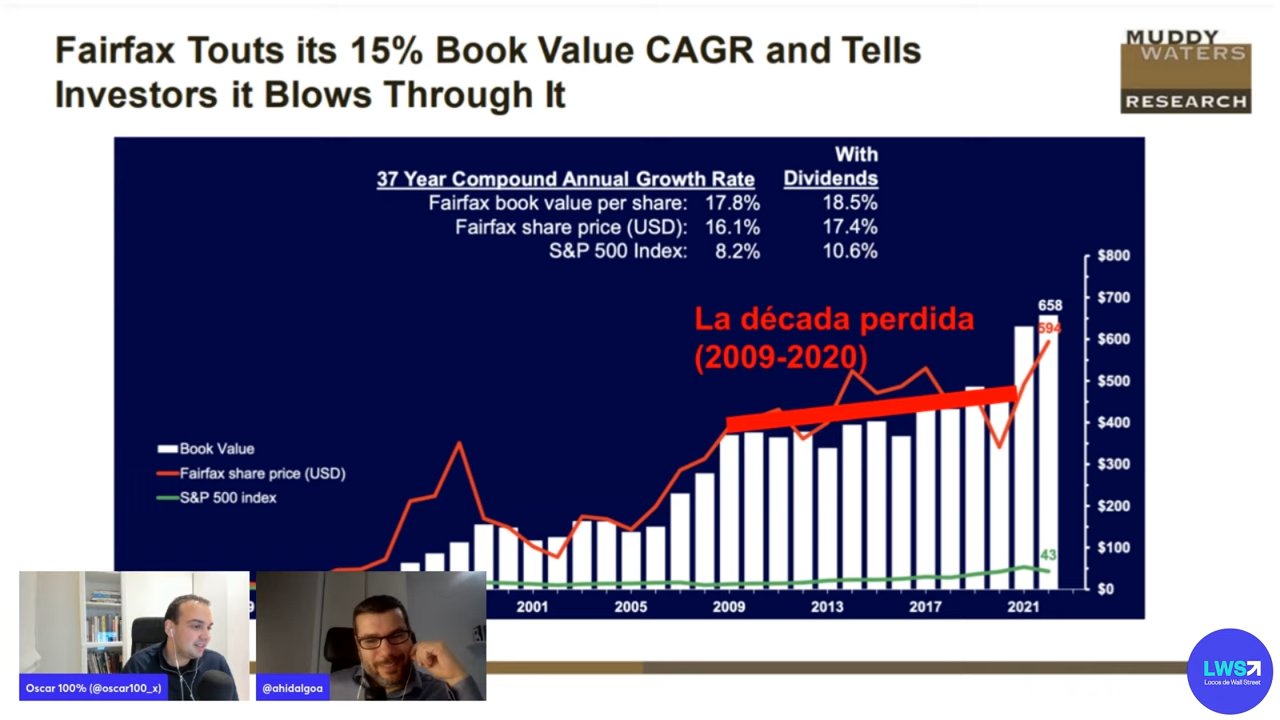 Fairfax Touts its 15% Book Value CAGR and Tells
Investors it Blows Through It
MUDDY
WATERS
RESEARCH
With
37 Year Compound Annual Growth Rate Dividends
Fairfax book value per share: 17.8% 18.5%
Fairfax share price (USD): 16.1% 17.4%
S&P 500 Index: 8.2% 10.6%
La década perdida
(2009-2020)
658
594
43
$800
$700
$600
$500
$400
$300
$200
$100
$0
Book Value
Fairfax share price (USD)
S&P 500 index
9 2001 2005 2009 2013 2017 2021
Oscar 100% (@oscar100_x)
@ahidalgoa
LWS
Locos de Wall Street